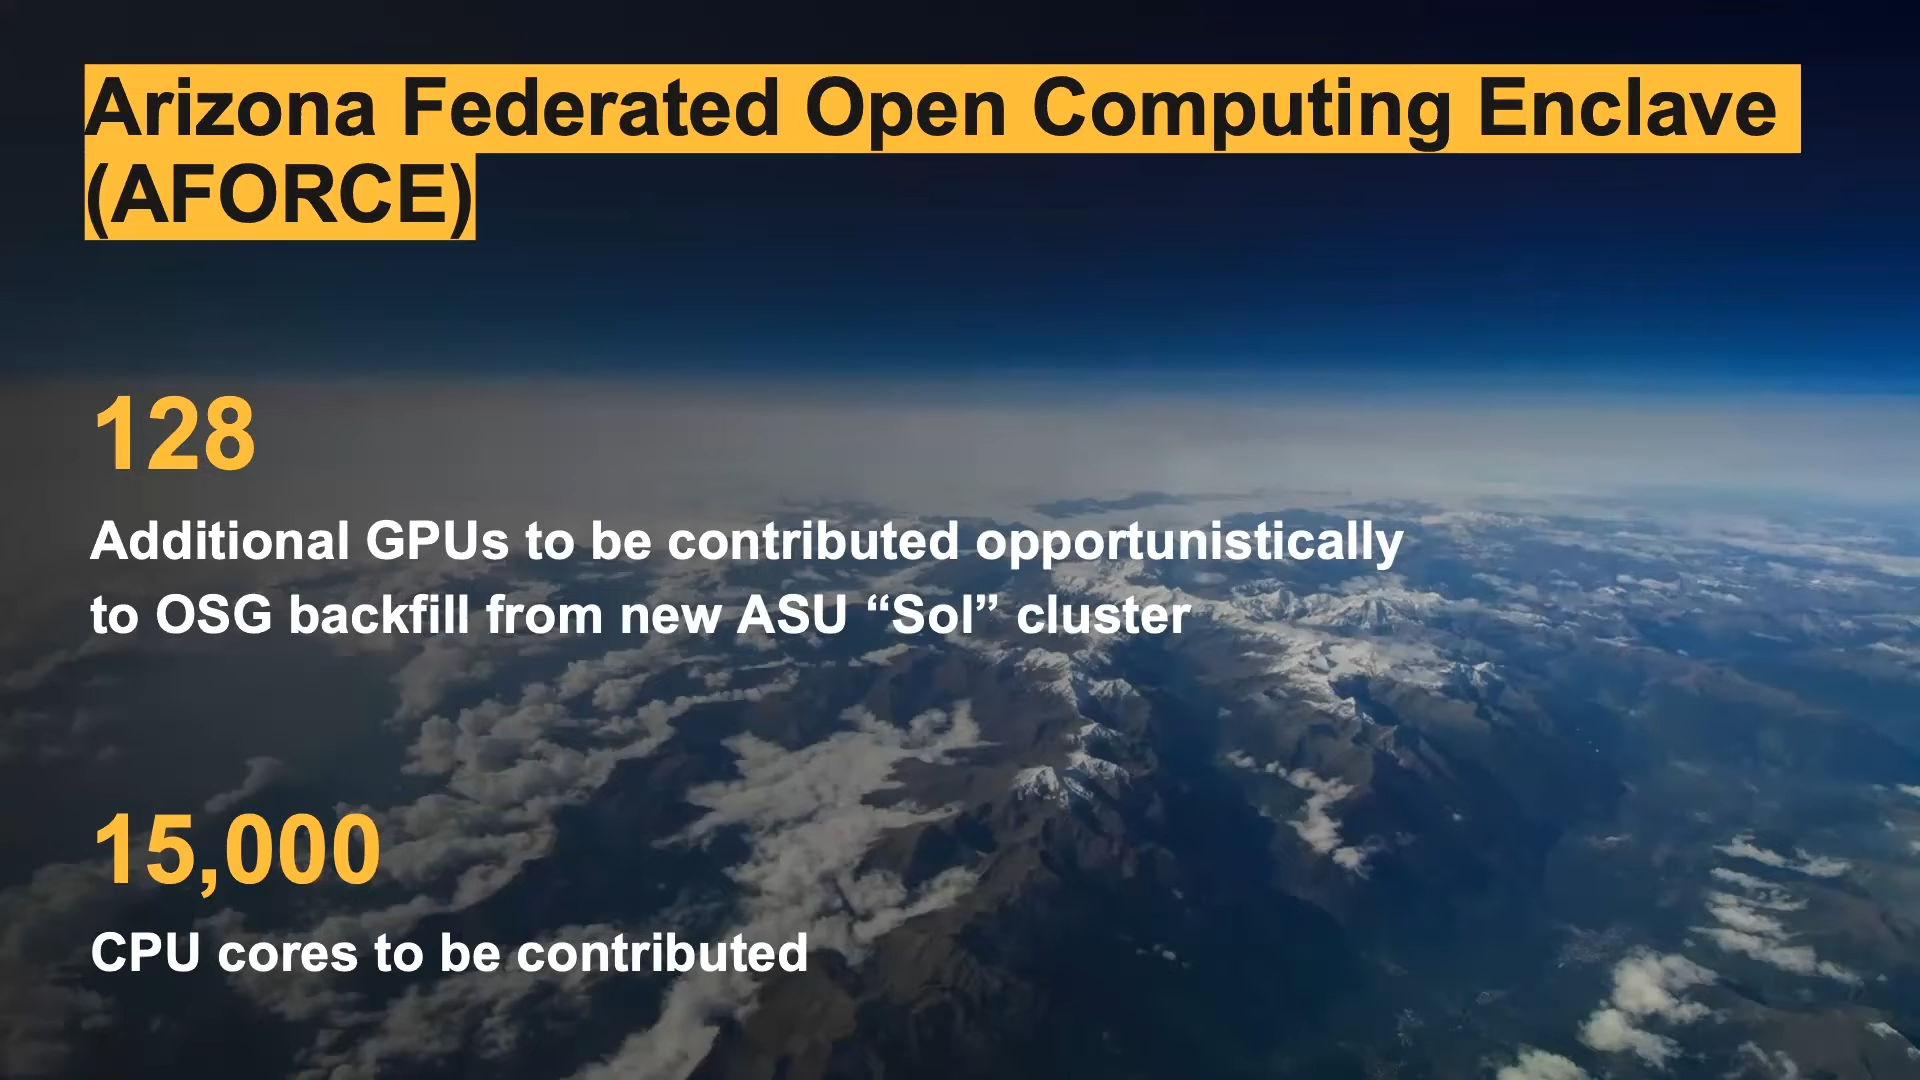 Arizona Federated Open Computing Enclave
(AFORCE)
128
Additional GPUs to be contributed opportunistically
to OSG backfill from new ASU “Sol” cluster
15,000
CPU cores to be contributed